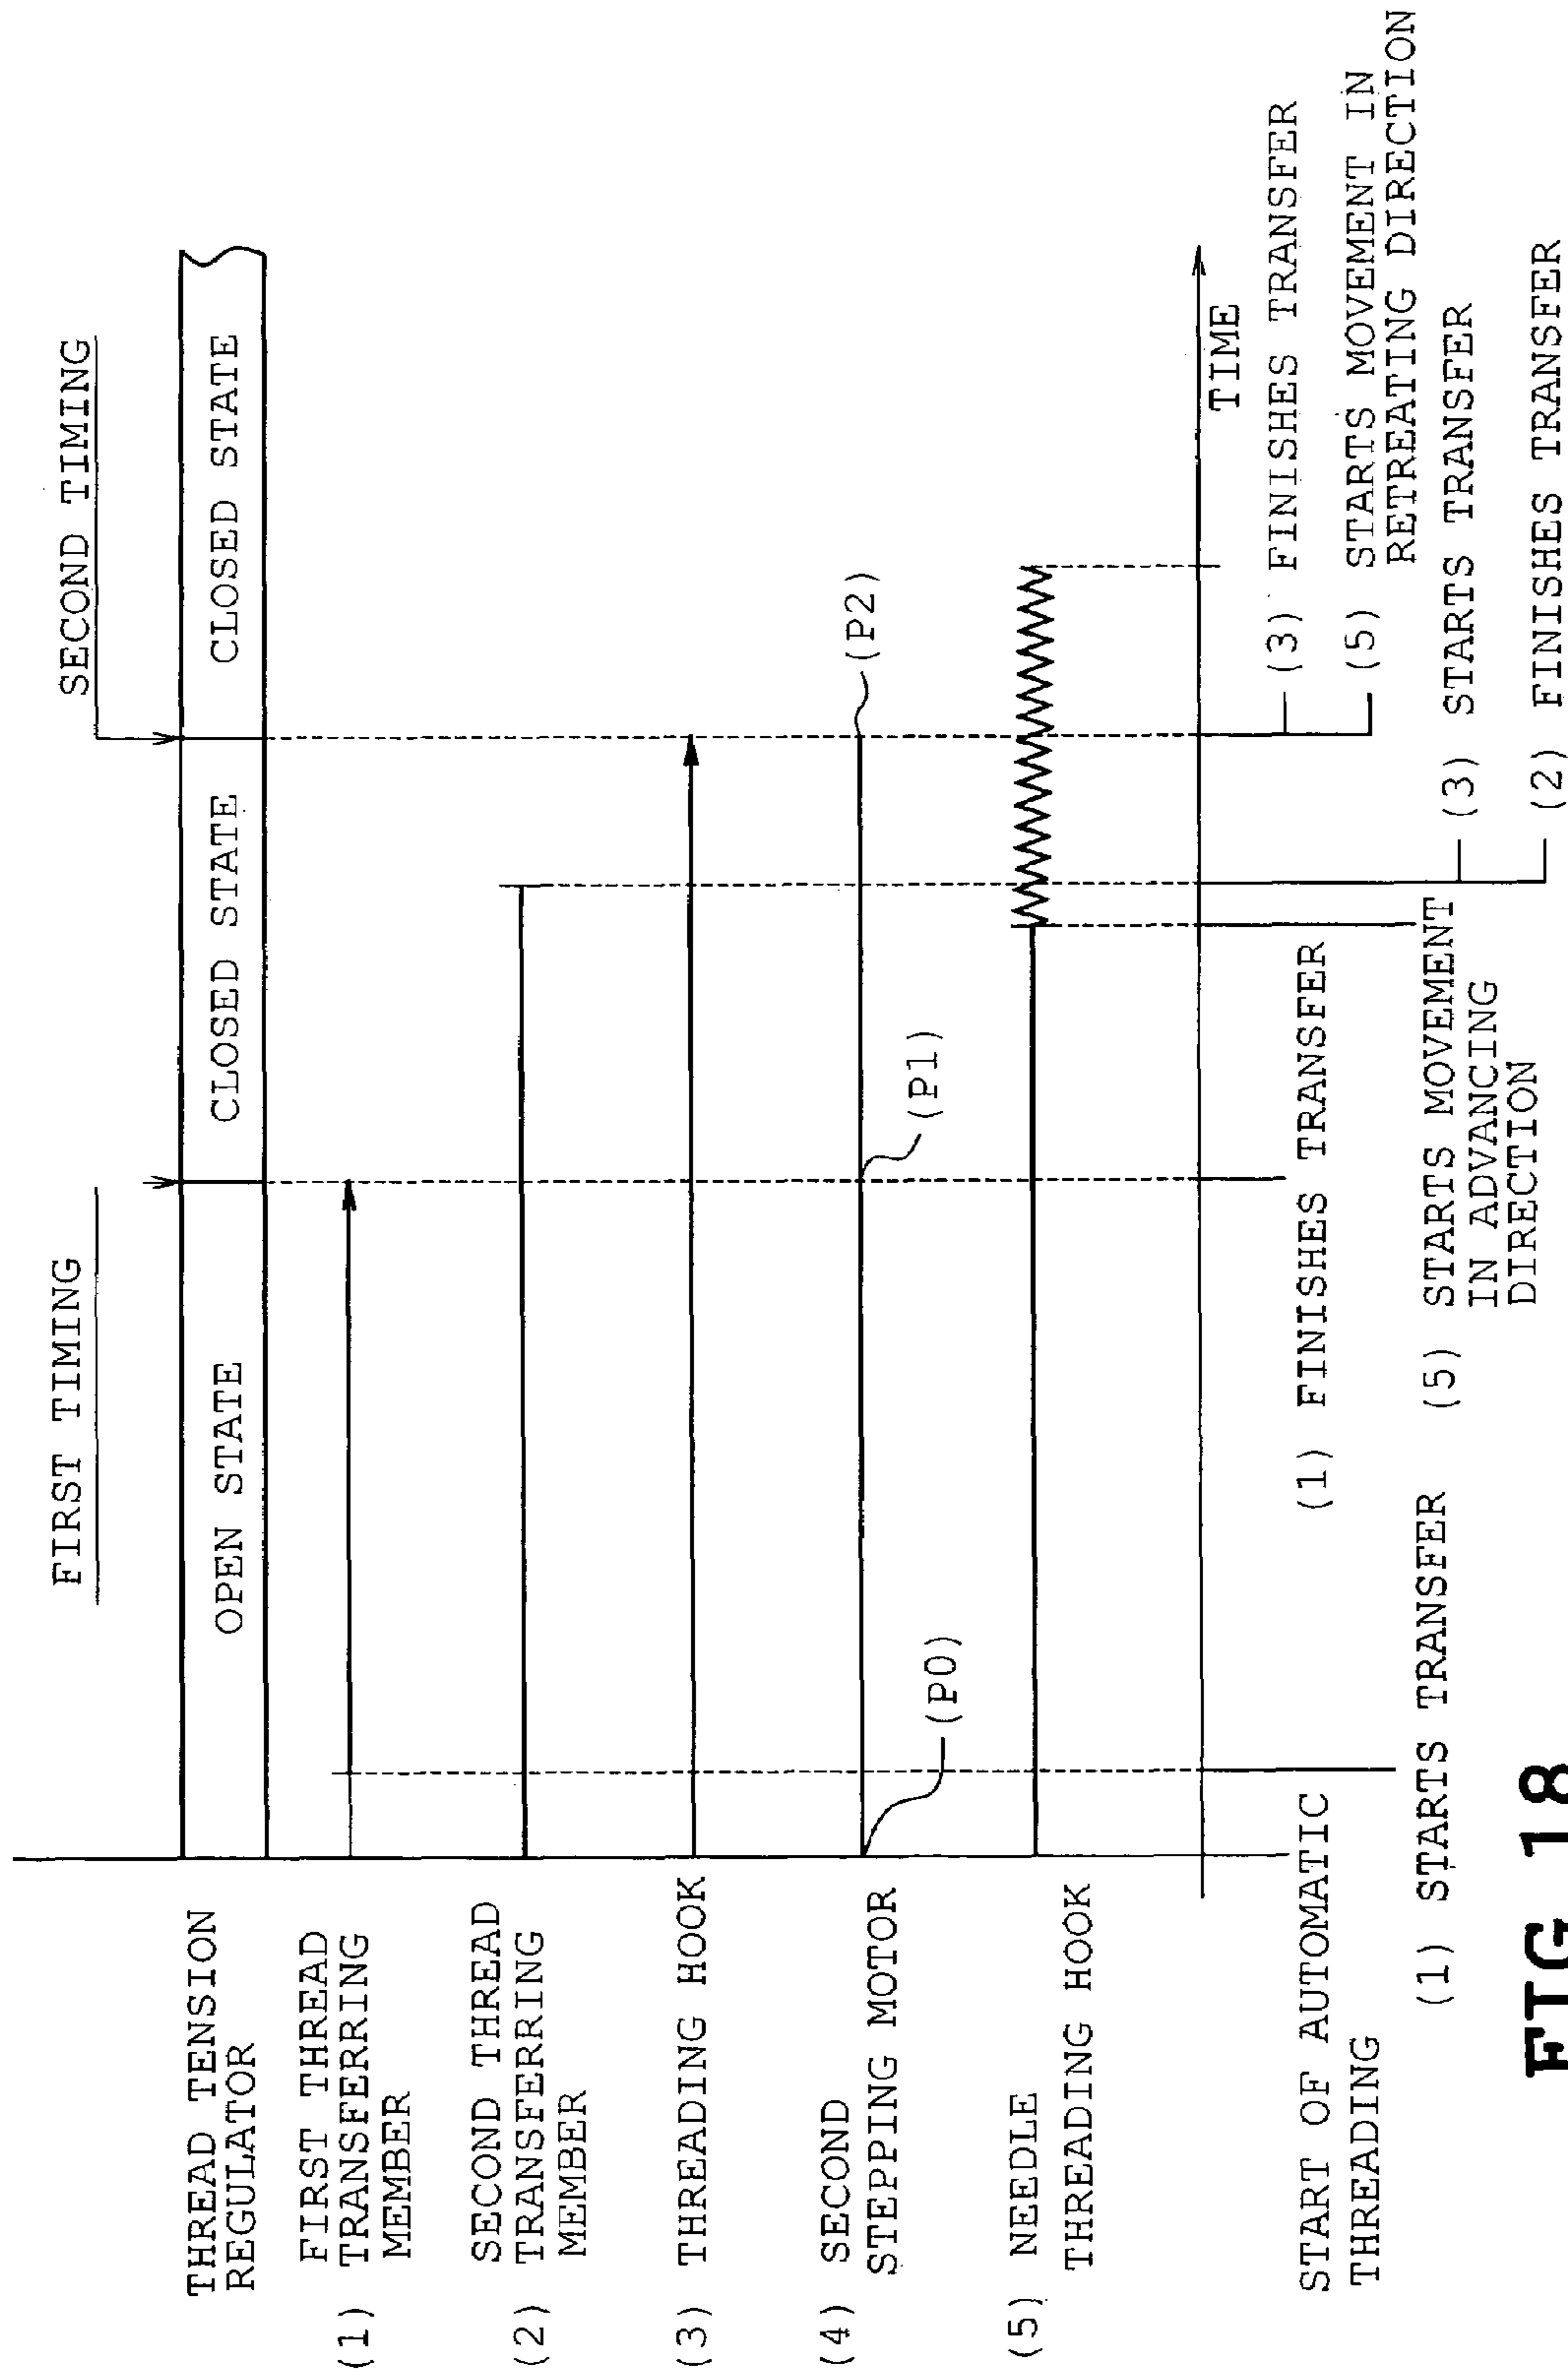 FIRST TIMING
SECOND TIMING
THREAD TENSION
REGULATOR
OPEN STATE
CLOSED STATE
CLOSED STATE
(1) FIRST THREAD
TRANSFERRING
MEMBER
(2) SECOND THREAD
TRANSFERRING
MEMBER
(3) THREADING HOOK
(4) SECOND
STEPPING MOTOR
(P0)
(P1)
(P2)
(5) NEEDLE
THREADING HOOK
TIME
START OF AUTOMATIC
THREADING
(1) STARTS TRANSFER
(1) FINISHES TRANSFER
(5) STARTS MOVEMENT
IN ADVANCING
DIRECTION
(3) FINISHES TRANSFER
(5) STARTS MOVEMENT IN
RETREATING DIRECTION
(3) STARTS TRANSFER
(2) FINISHES TRANSFER
FIG 18